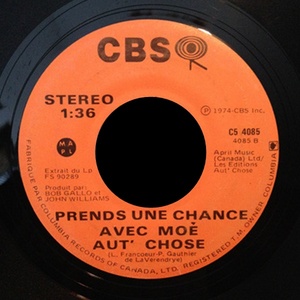 CBS
STEREO
1:36
℗ 1974-CBS Inc.
MAPL
C5 4085
4085 B
Extrait du Lp
FS 90289
April Music
(Canada) Ltd/
Les Editions
Aut' Chose
Produit par:
BOB GALLO et
JOHN WILLIAMS
PRENDS UNE CHANCE
AVEC MOÈ
AUT' CHOSE
(L. Francoeur-P. Gauthier
de LaVerendrye)
FABRIQUE PAR COLUMBIA RECORDS OF CANADA, LTD. REGISTERED T.M. OWNER COLUMBIA